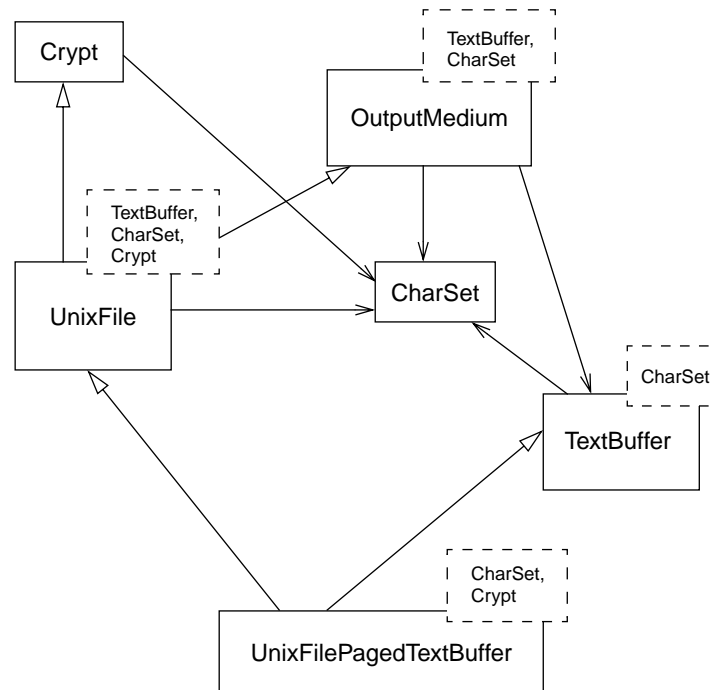 Crypt
TextBuffer,
CharSet
OutputMedium
TextBuffer,
CharSet,
Crypt
UnixFile
CharSet
CharSet
TextBuffer
CharSet,
Crypt
UnixFilePagedTextBuffer